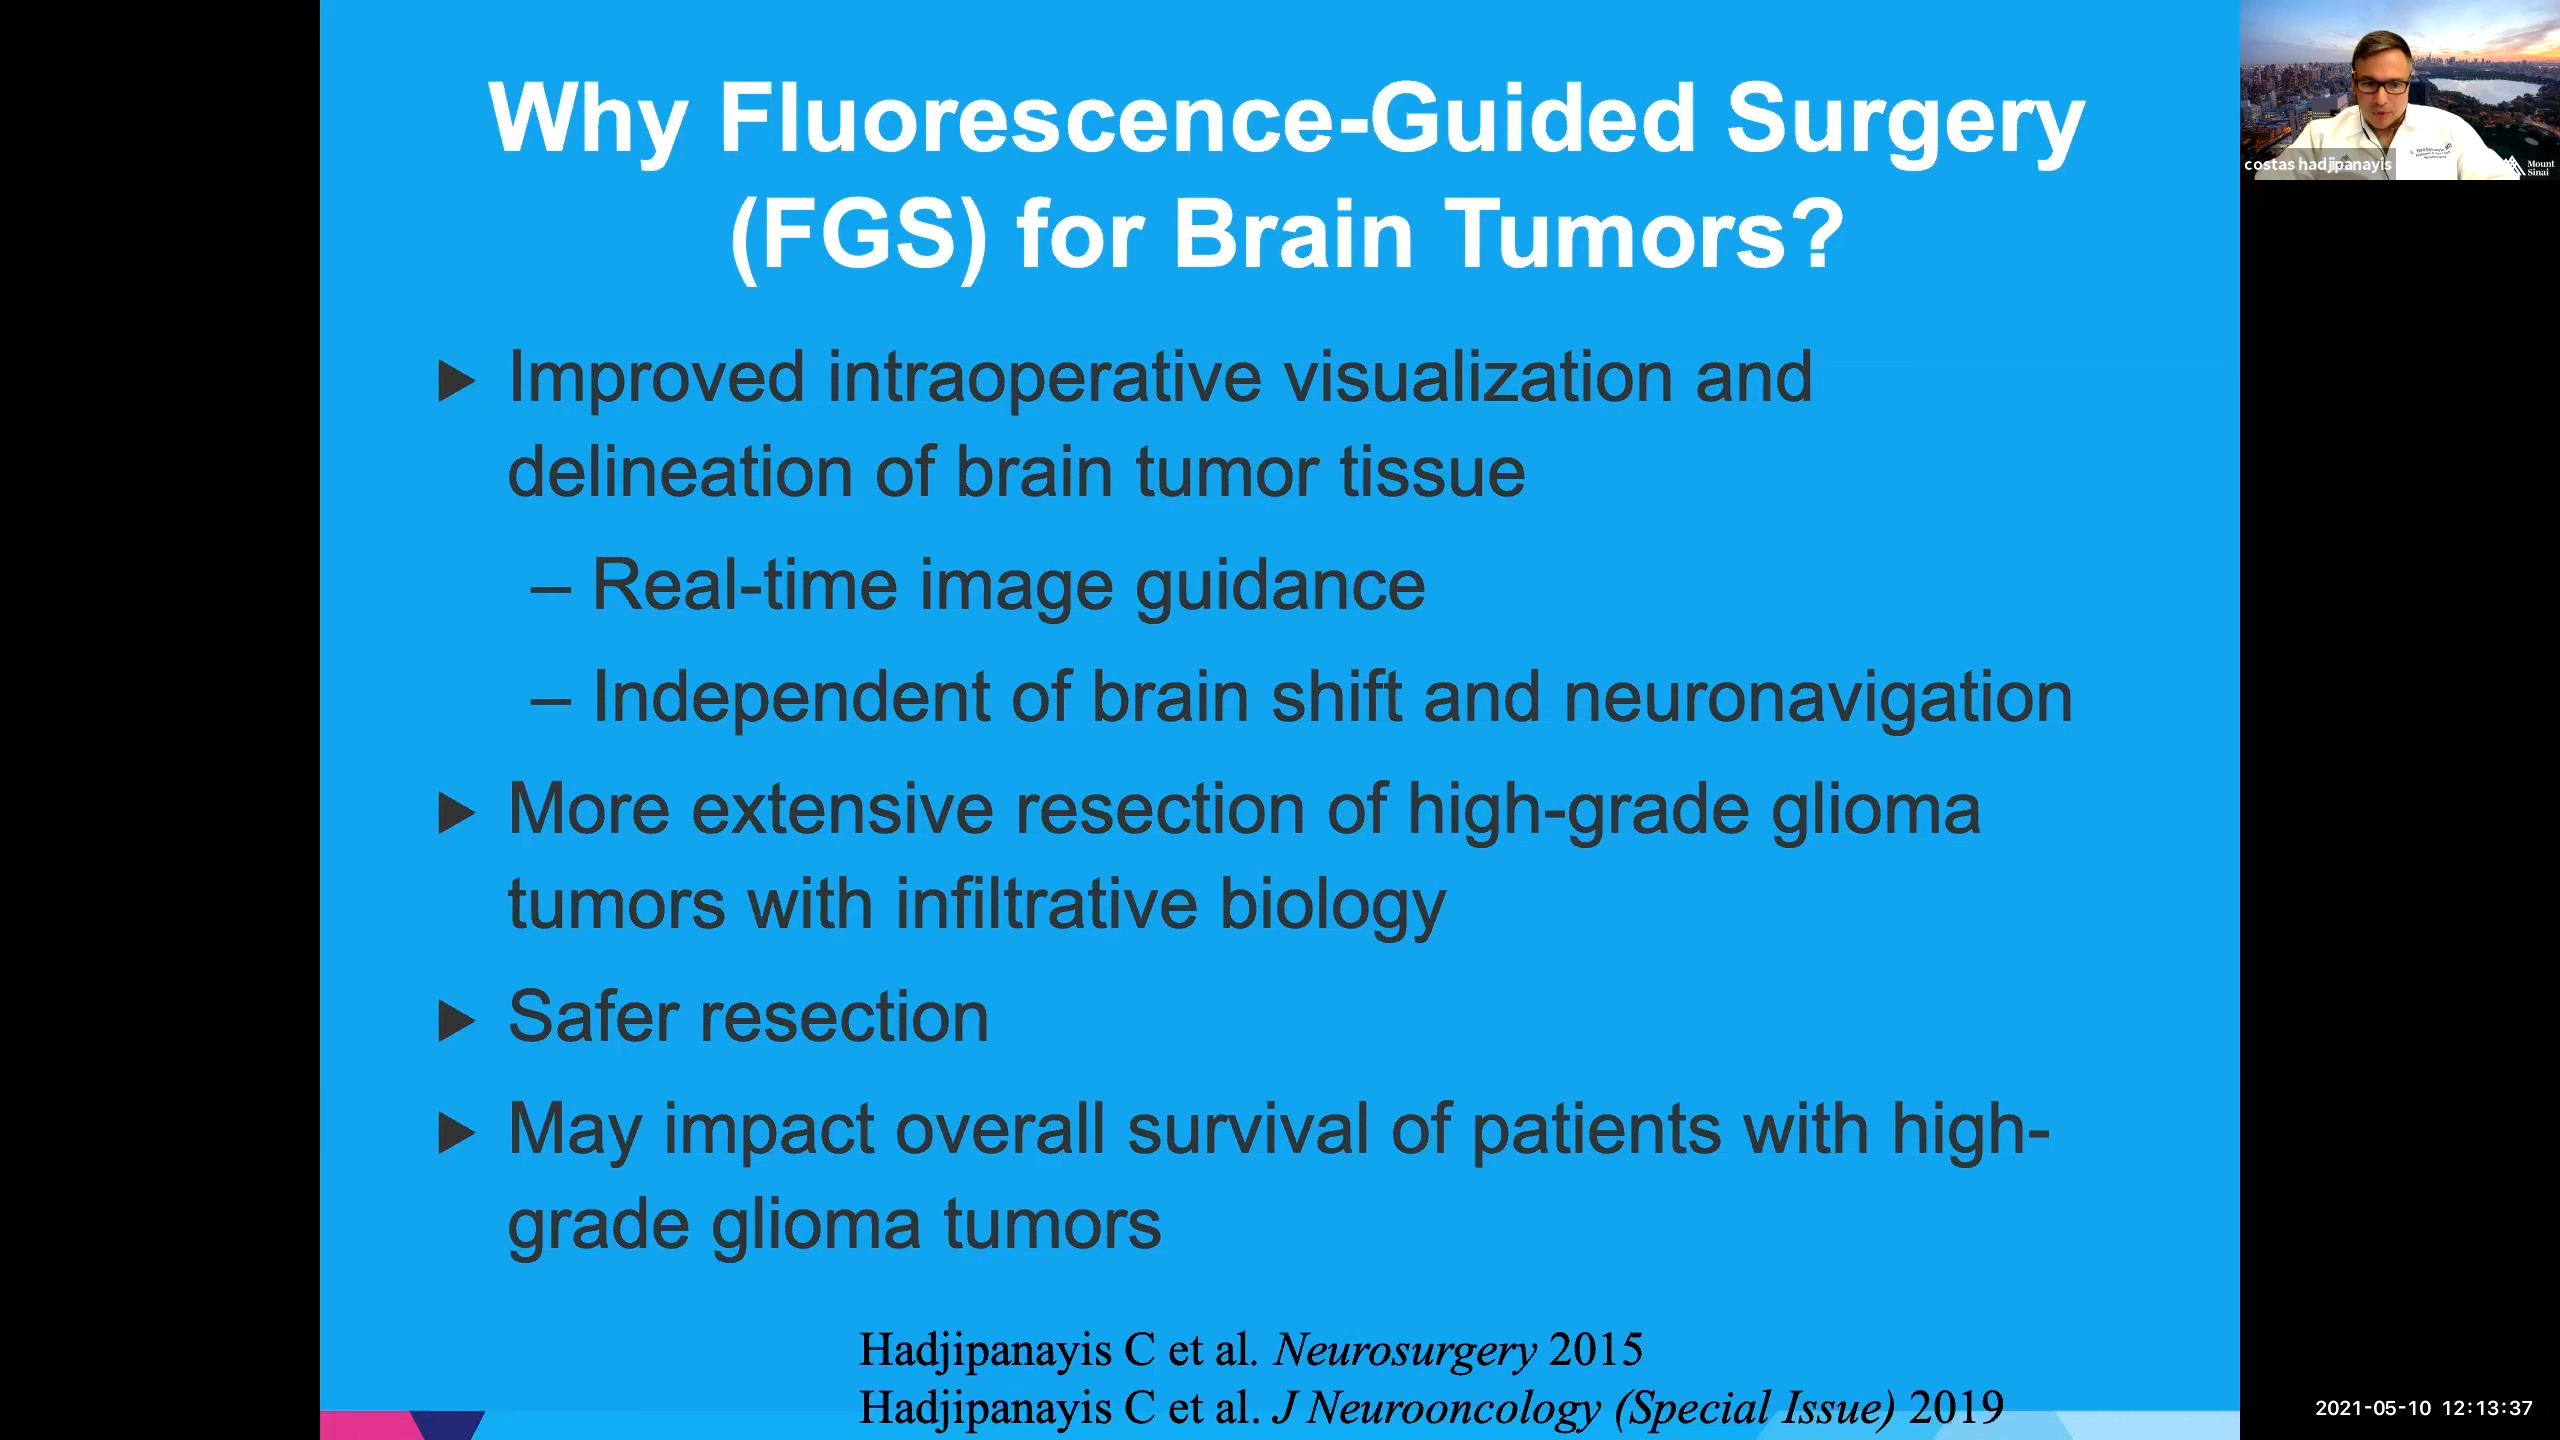 Why Fluorescence-Guided Surgery
(FGS) for Brain Tumors?
▶ Improved intraoperative visualization and
delineation of brain tumor tissue
– Real-time image guidance
– Independent of brain shift and neuronavigation
▶ More extensive resection of high-grade glioma
tumors with infiltrative biology
▶ Safer resection
▶ May impact overall survival of patients with high-
grade glioma tumors
Hadjipanayis C et al. Neurosurgery 2015
Hadjipanayis C et al. J Neurooncology (Special Issue) 2019
costas hadjipanayis
Mount
Sinai
2021-05-10 12:13:37